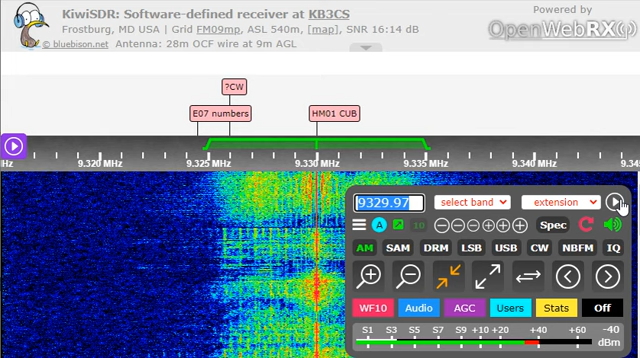 KiwiSDR: Software-defined receiver at KB3CS
Powered by
Frostburg, MD USA | Grid FM09mp, ASL 540m, [map], SNR 16:14 dB
OpenWebRX
© bluebison.net Antenna: 28m OCF wire at 9m AGL
?CW
E07 numbers
HM01 CUB
Hz
9.320 MHz
9.325 MHz
9.330 MHz
9.335 MHz
9.345
9329.97
select band
extension
A
10
Spec
AM
SAM
DRM
LSB
USB
CW
NBFM
IQ
WF10
Audio
AGC
Users
Stats
Off
S1 S3 S5 S7 S9 +10 +20 +40 +60 -40
dBm